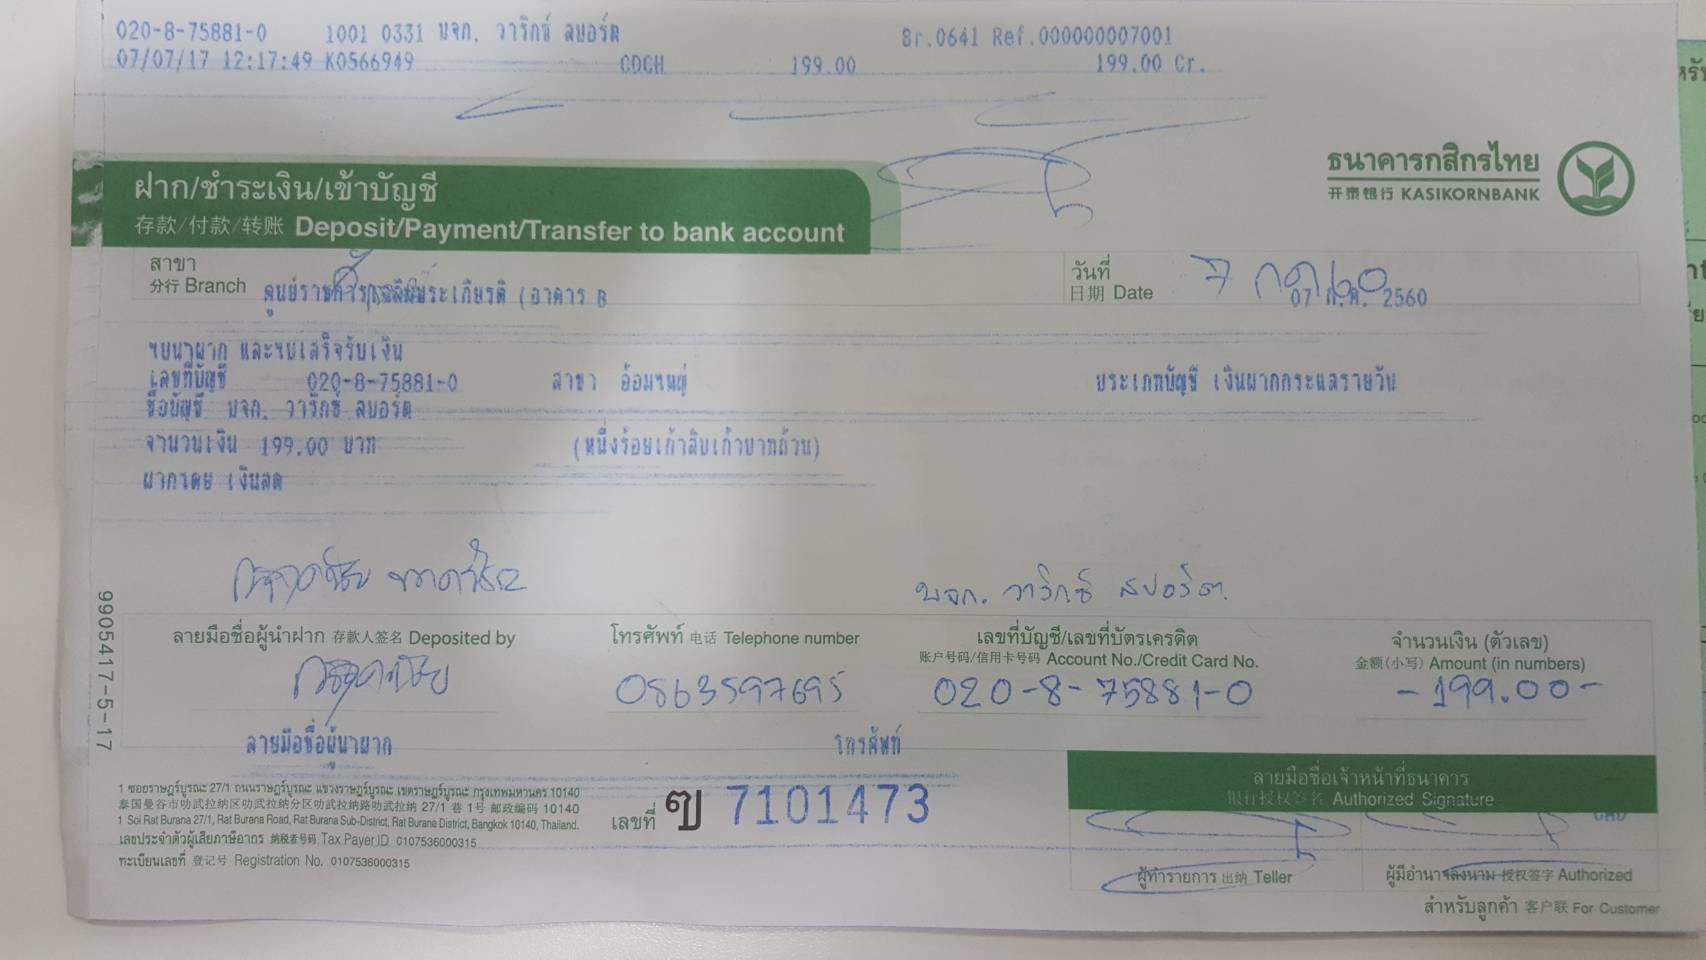 020-8-75881-0 1001 0331 บจก. วาริกซ์ สปอร์ต Br.0641 Ref.000000007001
07/07/17 12:17:49 K0566949 CDCH 199.00 199.00 Cr.
ธนาคารกสิกรไทย
开泰银行 KASIKORNBANK
ฝาก/ชำระเงิน/เข้าบัญชี
存款/付款/转账 Deposit/Payment/Transfer to bank account
สาขา
分行 Branch ศูนย์ราชการเฉลิมพระเกียรติ (อาคาร B
วันที่
日期 Date 7 กค 60
07 ก.ค. 2560
ใบนำฝาก และใบเสร็จรับเงิน
เลขที่บัญชี 020-8-75881-0 สาขา อ้อมใหญ่ ประเภทบัญชี เงินฝากกระแสรายวัน
ชื่อบัญชี บจก. วาริกซ์ สปอร์ต
จำนวนเงิน 199.00 บาท (หนึ่งร้อยเก้าสิบเก้าบาทถ้วน)
ฝากโดย เงินสด
บจก. วาริกซ์ สปอร์ต.
ลายมือชื่อผู้นำฝาก 存款人签名 Deposited by
โทรศัพท์ 电话 Telephone number
0863597695
เลขที่บัญชี/เลขที่บัตรเครดิต
账户号码/信用卡号码 Account No./Credit Card No.
020-8-75881-0
จำนวนเงิน (ตัวเลข)
金额(小写) Amount (in numbers)
-199.00-
ลายมือชื่อผู้นำฝาก โทรศัพท์
9905417-5-17
1 ซอยราษฎร์บูรณะ 27/1 ถนนราษฎร์บูรณะ แขวงราษฎร์บูรณะ เขตราษฎร์บูรณะ กรุงเทพมหานคร 10140
泰国曼谷市叻武拉纳区叻武拉纳分区叻武拉纳路叻武拉纳 27/1 巷 1号 邮政编码 10140
1 Soi Rat Burana 27/1, Rat Burana Road, Rat Burana Sub-District, Rat Burana District, Bangkok 10140, Thailand.
เลขประจำตัวผู้เสียภาษีอากร 纳税者号码 Tax Payer ID 0107536000315
ทะเบียนเลขที่ 登记号 Registration No. 0107536000315
เลขที่ ฃ 7101473
ลายมือชื่อเจ้าหน้าที่ธนาคาร
银行授权签名 Authorized Signature
ผู้ทำรายการ 出纳 Teller
ผู้มีอำนาจลงนาม 授权签字 Authorized
สำหรับลูกค้า 客户联 For Customer